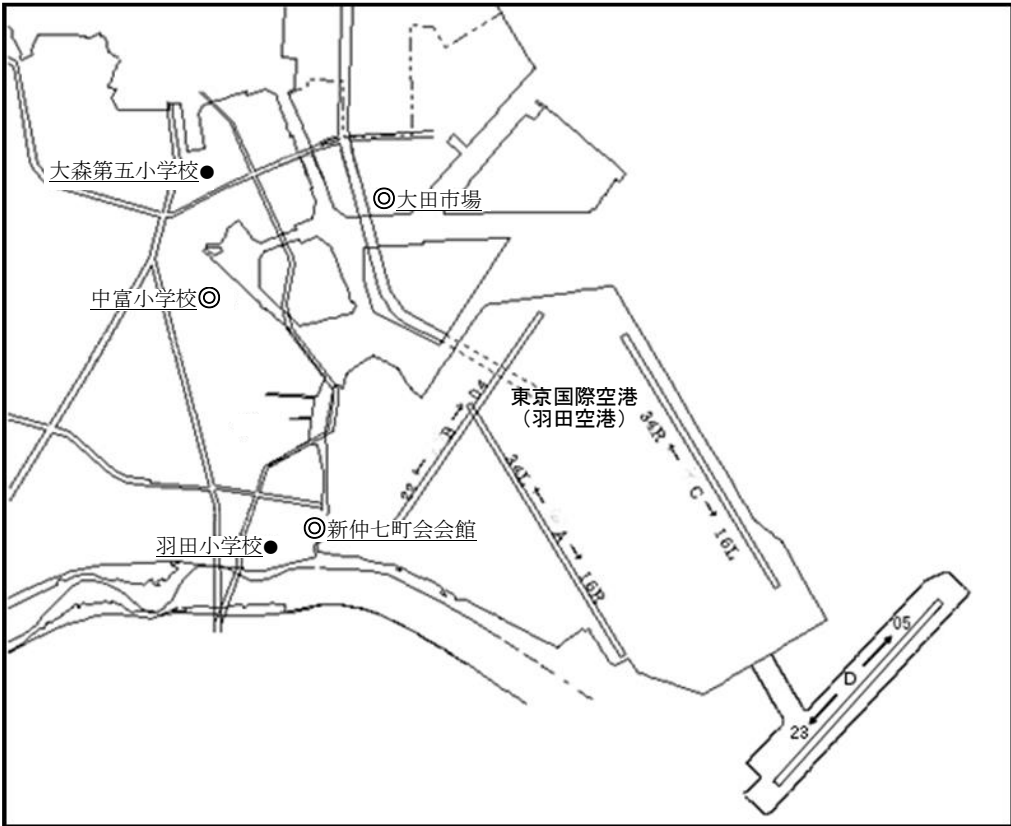 大森第五小学校●
◎大田市場
中富小学校◎
東京国際空港
（羽田空港）
04
B
22
34R ← C → 16L
34L ← A → 16R
◎新仲七町会会館
羽田小学校●
05
D
23